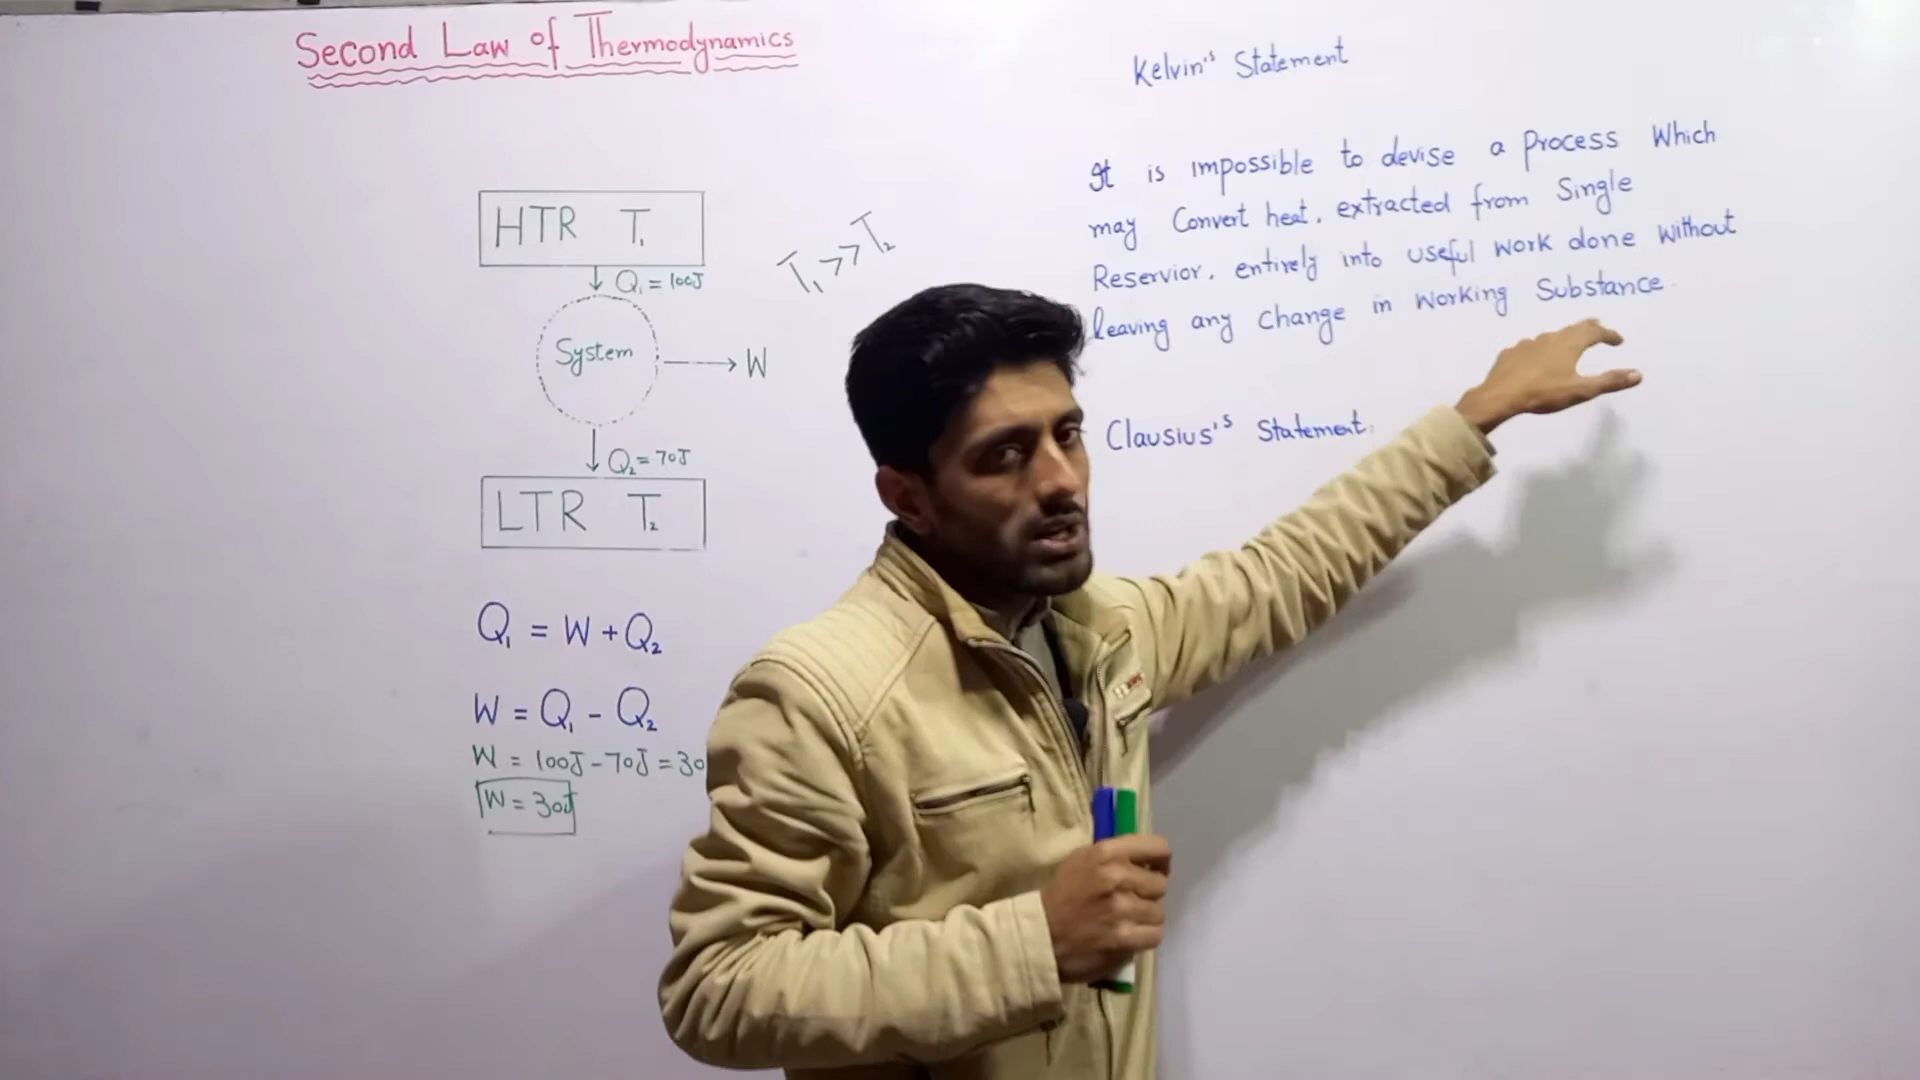 Second Law of Thermodynamics
HTR T₁
Q₁ = 100J
System
W
Q₂ = 70J
LTR T₂
T₁ >> T₂
Q₁ = W + Q₂
W = Q₁ - Q₂
W = 100J - 70J = 30
W = 30J
Kelvin's Statement
It is impossible to devise a process Which
may Convert heat, extracted from Single
Reservior, entirely into useful work done without
leaving any change in working Substance.
Clausius's Statement.